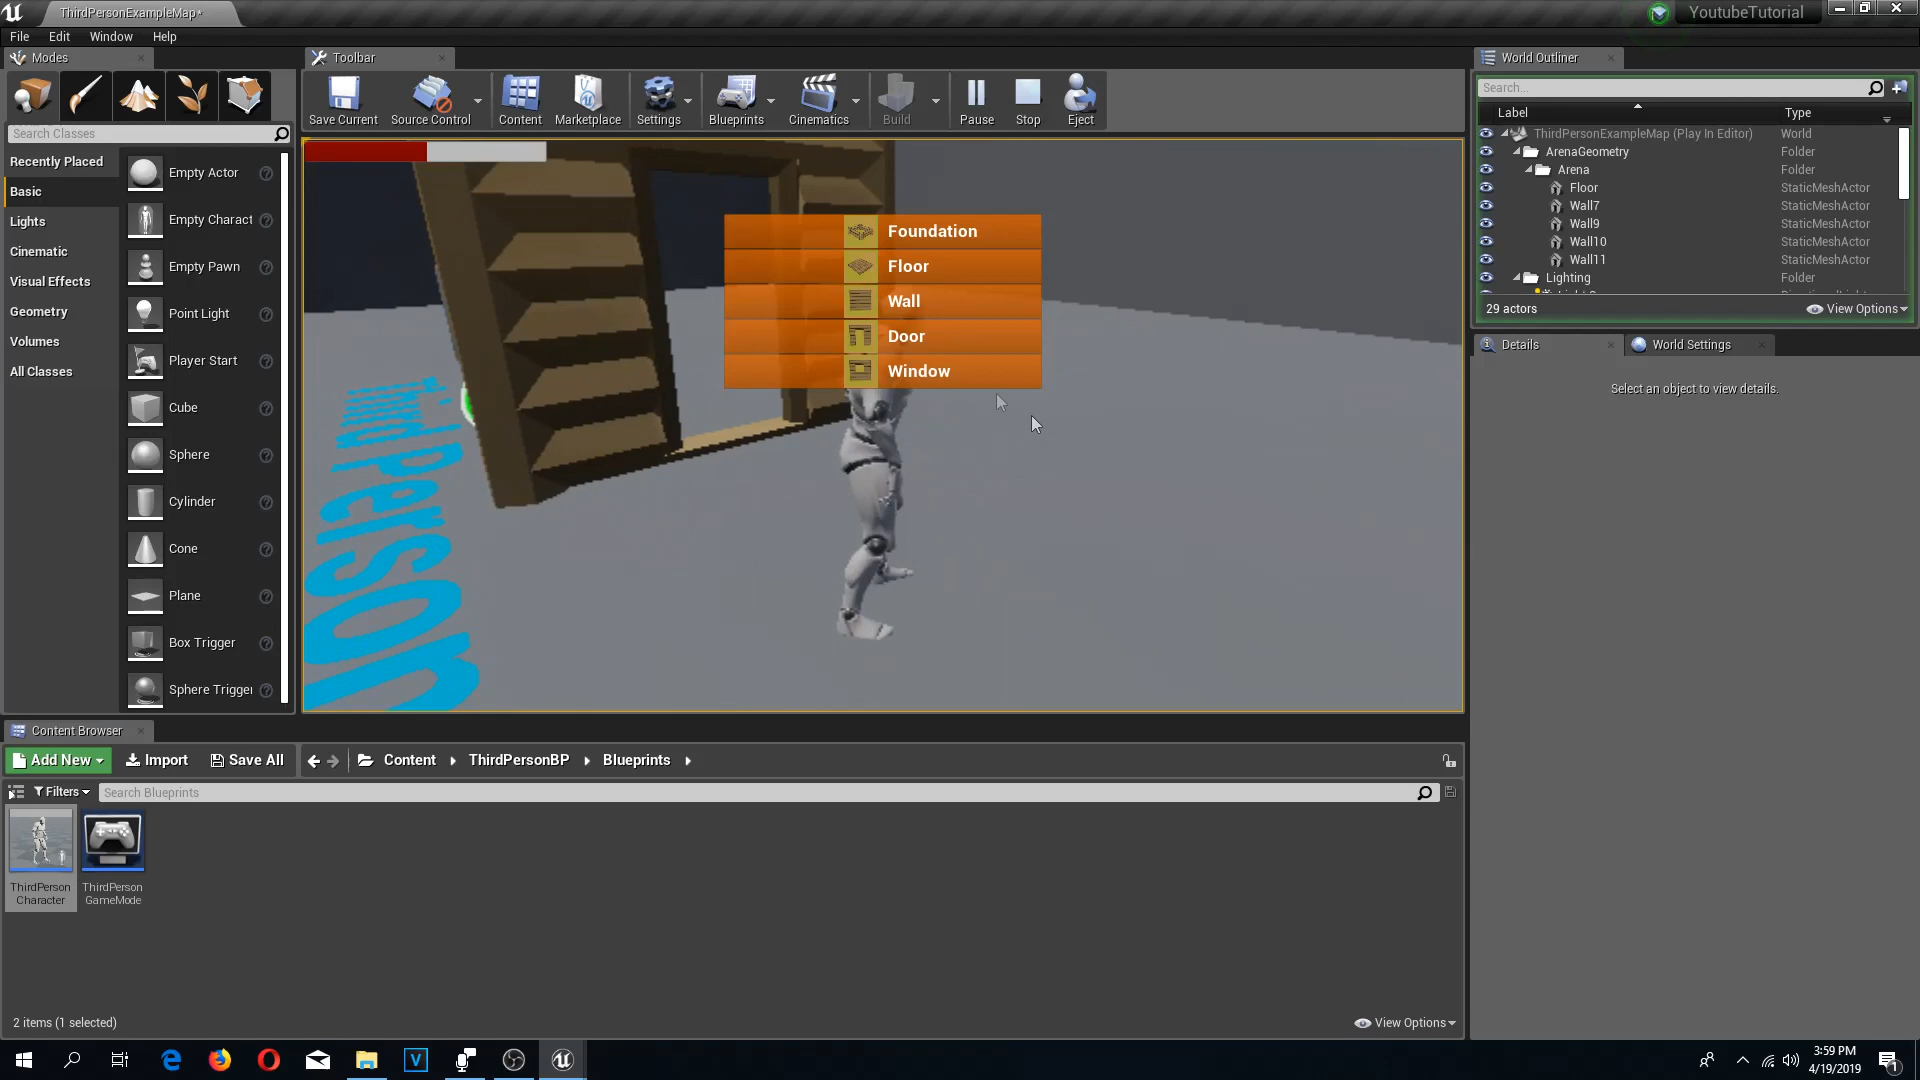 ThirdPersonExampleMap*
YoutubeTutorial
File Edit Window Help
Modes
Toolbar
World Outliner
Save Current
Source Control
Content
Marketplace
Settings
Blueprints
Cinematics
Build
Pause
Stop
Eject
Search...
Label Type
ThirdPersonExampleMap (Play In Editor) World
ArenaGeometry Folder
Arena Folder
Floor StaticMeshActor
Wall7 StaticMeshActor
Wall9 StaticMeshActor
Wall10 StaticMeshActor
Wall11 StaticMeshActor
Lighting Folder
29 actors
View Options
Search Classes
Recently Placed
Basic
Lights
Cinematic
Visual Effects
Geometry
Volumes
All Classes
Empty Actor
Empty Charact
Empty Pawn
Point Light
Player Start
Cube
Sphere
Cylinder
Cone
Plane
Box Trigger
Sphere Trigger
Foundation
Floor
Wall
Door
Window
Third Person
Details
World Settings
Select an object to view details.
Content Browser
Add New
Import
Save All
Content
ThirdPersonBP
Blueprints
Filters
Search Blueprints
ThirdPerson
Character
ThirdPerson
GameMode
2 items (1 selected)
View Options
3:59 PM
4/19/2019
1